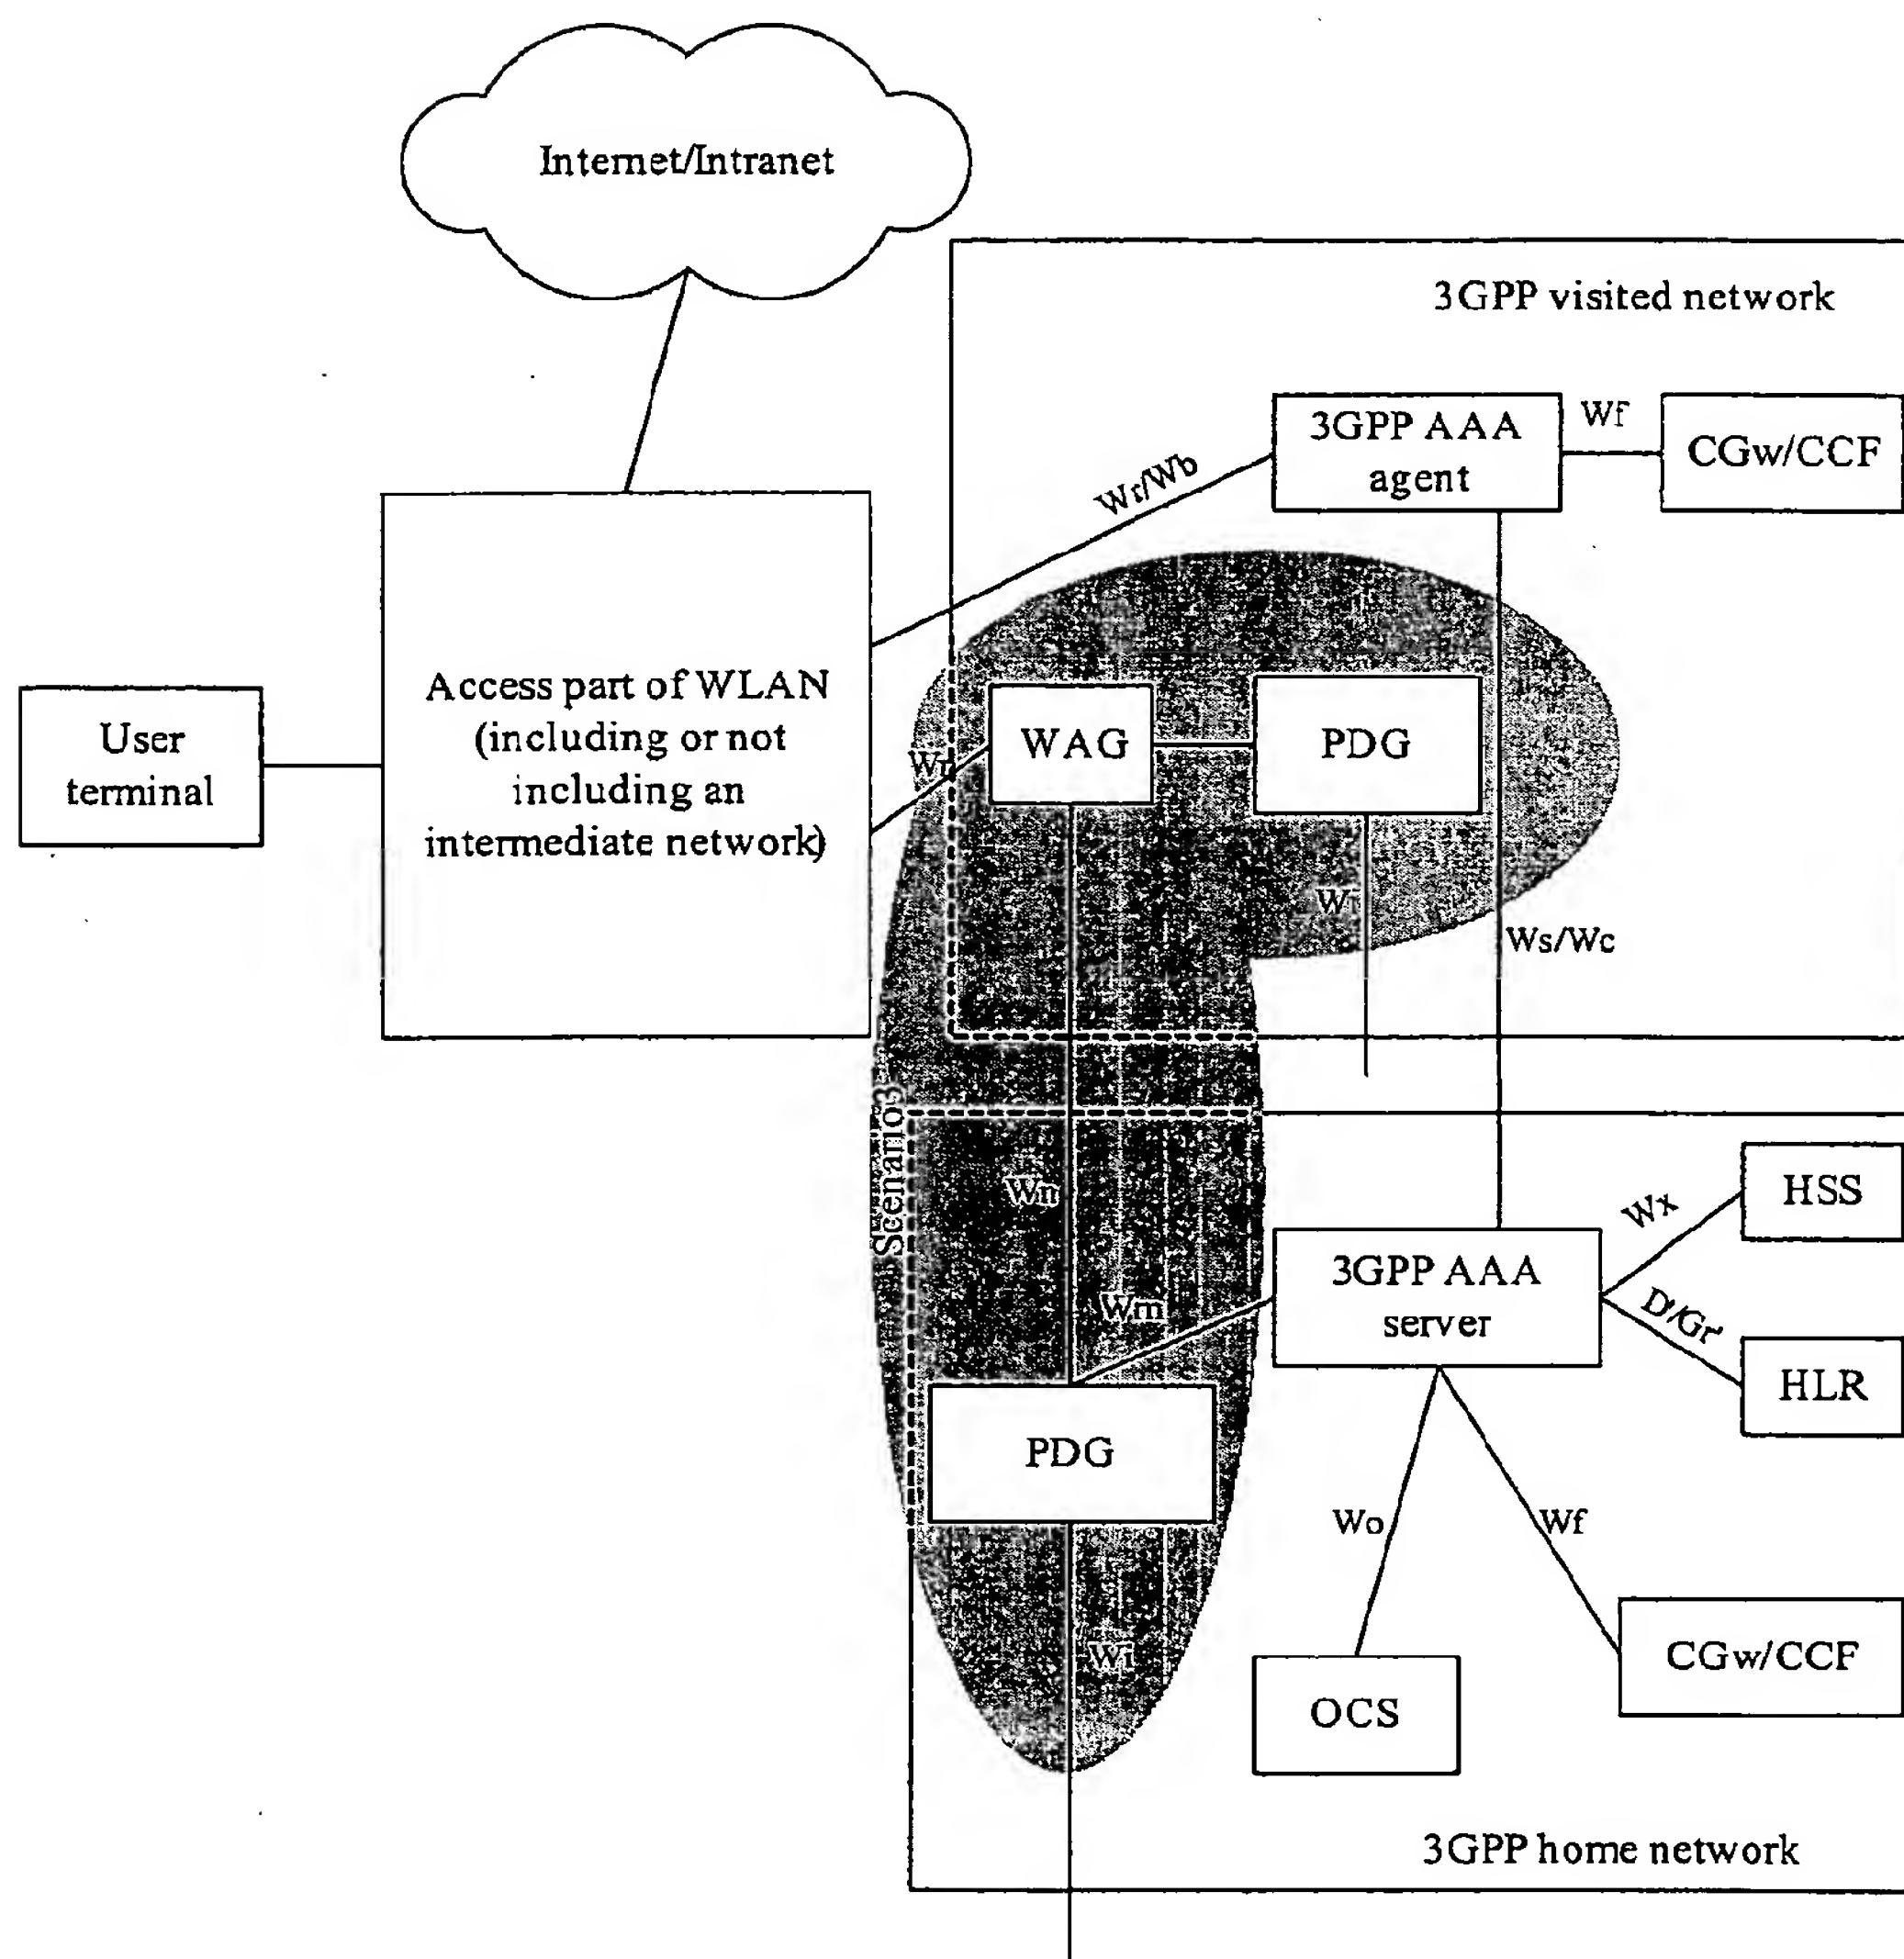 Internet/Intranet
3GPP visited network
3GPP AAA
agent
Wf
CGw/CCF
Wr/Wb
User
terminal
Access part of WLAN
(including or not
including an
intermediate network)
Wn
WAG
PDG
Wi
Ws/Wc
Scenario3
Wn
Wm
3GPP AAA
server
Wx
HSS
D'/Gr'
HLR
PDG
Wo
Wf
Wi
OCS
CGw/CCF
3GPP home network